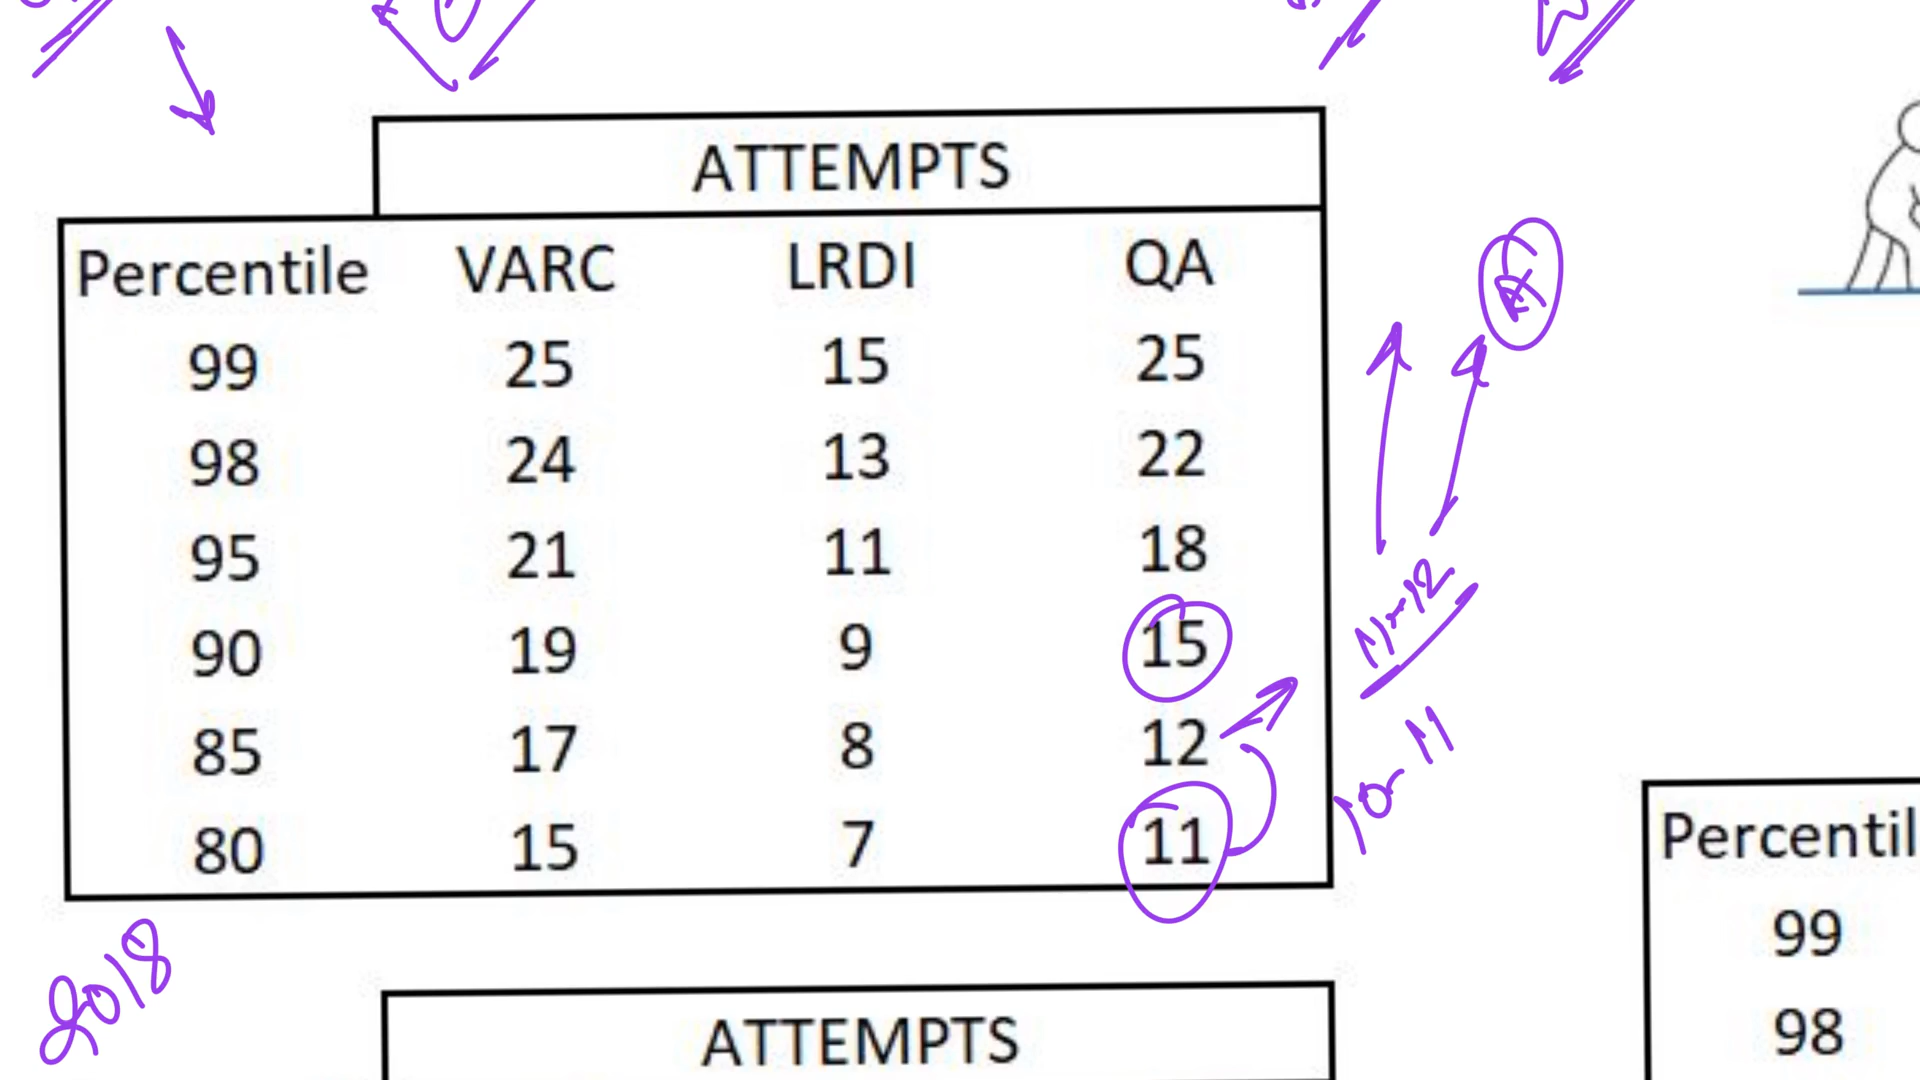 ATTEMPTS
Percentile VARC LRDI QA
99 25 15 25
98 24 13 22
95 21 11 18
90 19 9 15
85 17 8 12
80 15 7 11
11-12
10-11
2018
ATTEMPTS
Percentil
99
98